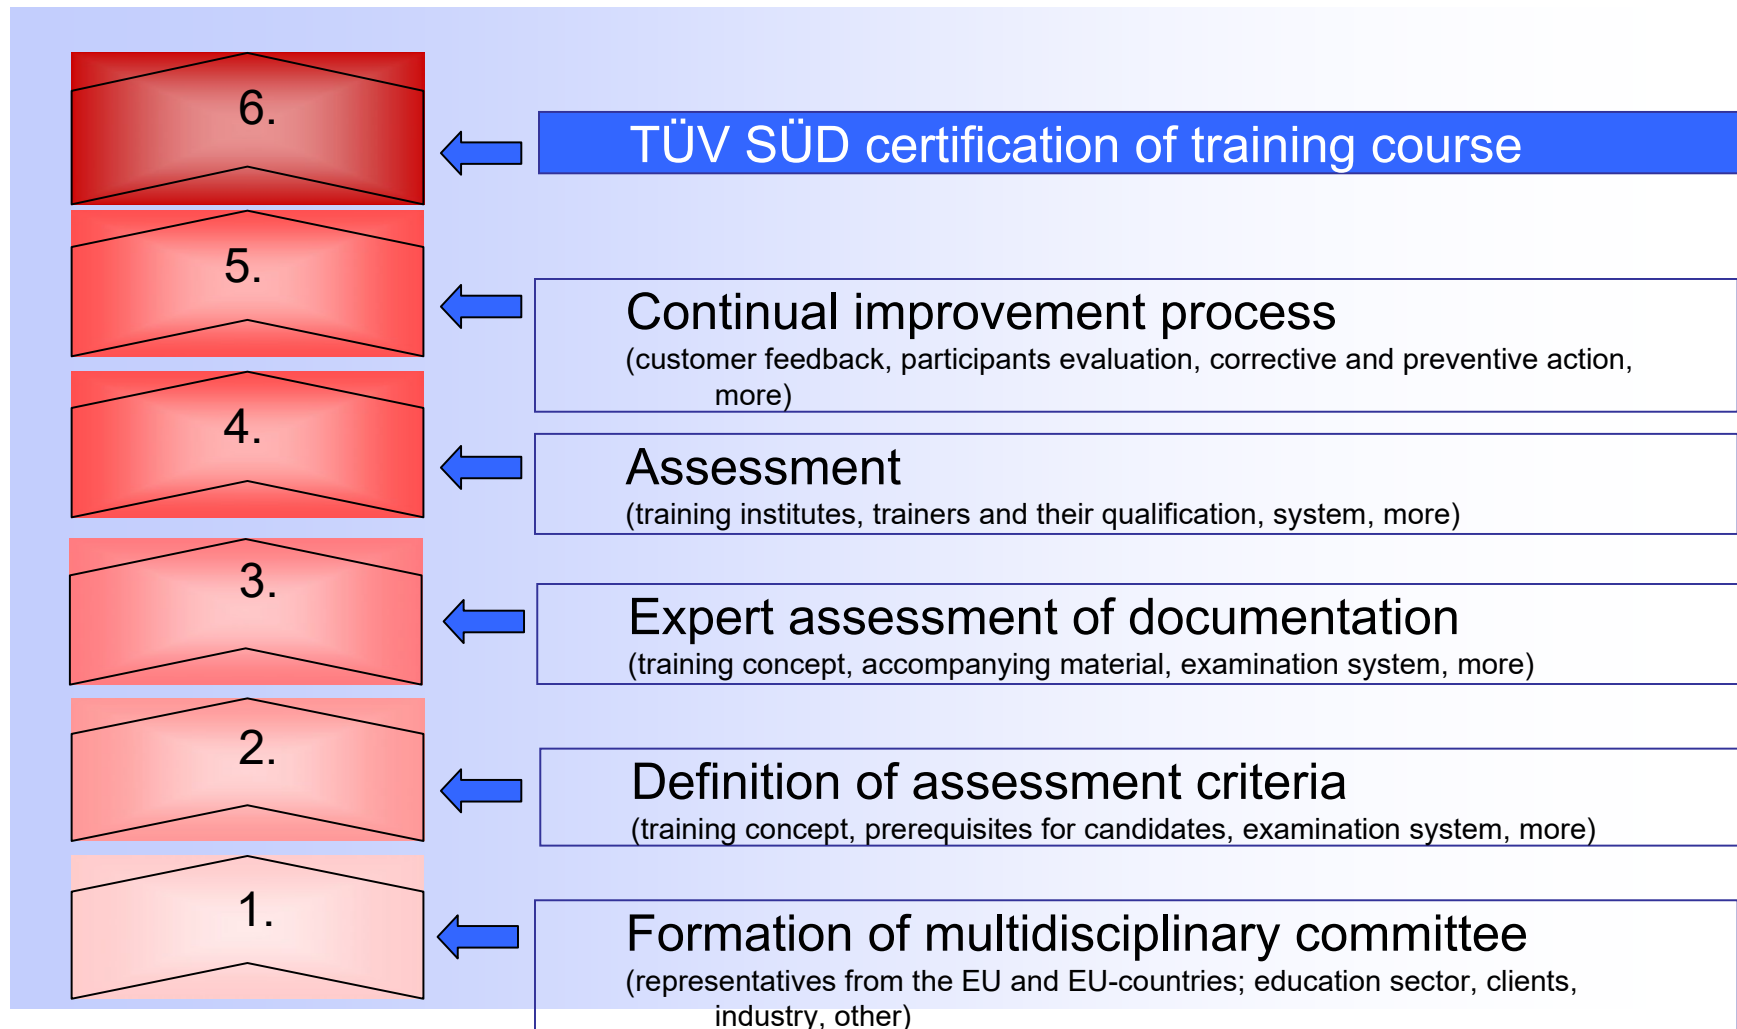 6.
TÜV SÜD certification of training course
5.
Continual improvement process
(customer feedback, participants evaluation, corrective and preventive action,
more)
4.
Assessment
(training institutes, trainers and their qualification, system, more)
3.
Expert assessment of documentation
(training concept, accompanying material, examination system, more)
2.
Definition of assessment criteria
(training concept, prerequisites for candidates, examination system, more)
1.
Formation of multidisciplinary committee
(representatives from the EU and EU-countries; education sector, clients,
industry, other)